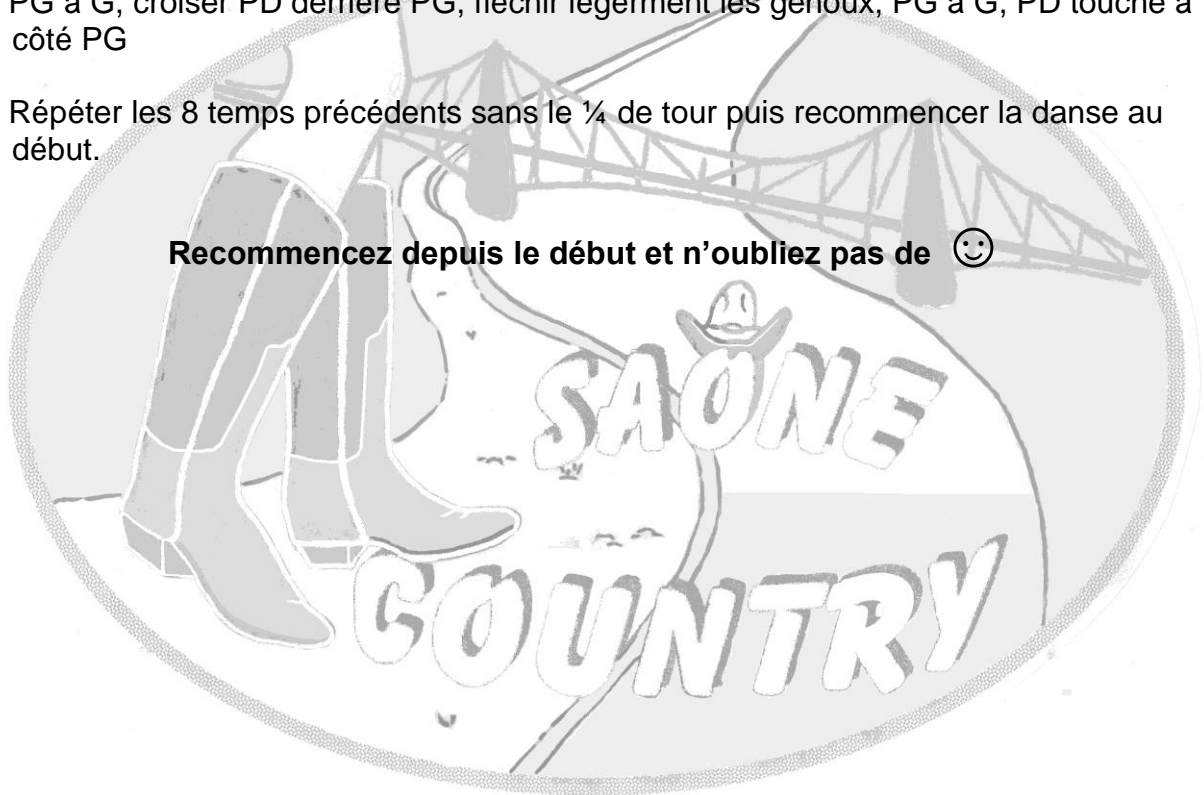 PG à G, croiser PD derrière PG, fléchir légerment les genoux, PG à G, PD touche à
côté PG
Répéter les 8 temps précédents sans le ¼ de tour puis recommencer la danse au
début.
Recommencez depuis le début et n’oubliez pas de ☺
SAONE
COUNTRY